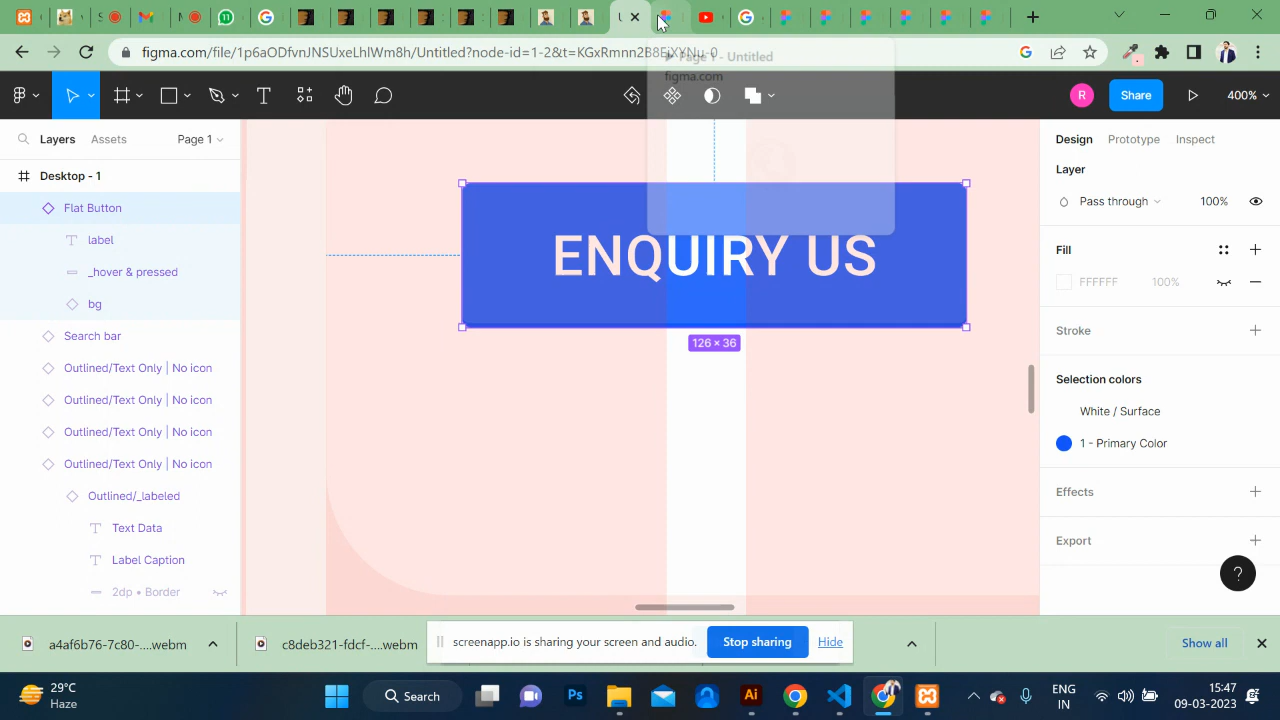 S
M
M
U
figma.com/file/1p6aODfvnJNSUxeLhlWm8h/Untitled?node-id=1-2&t=KGxRmnn2B8EjXYNu-0
Page 1 - Untitled
figma.com
R
Share
400%
Layers
Assets
Page 1
Design
Prototype
Inspect
Desktop - 1
Layer
Flat Button
Pass through
100%
label
Fill
_hover & pressed
FFFFFF
100%
bg
ENQUIRY US
Search bar
126 × 36
Stroke
Outlined/Text Only | No icon
Selection colors
Outlined/Text Only | No icon
White / Surface
Outlined/Text Only | No icon
1 - Primary Color
Outlined/Text Only | No icon
Outlined/_labeled
Effects
Text Data
Export
Label Caption
?
2dp • Border
a4af6b76-7c80-....webm
c8deb321-fdcf-....webm
screenapp.io is sharing your screen and audio.
Stop sharing
Hide
Show all
29°C
Haze
Search
Ps
Ai
ENG
IN
15:47
09-03-2023